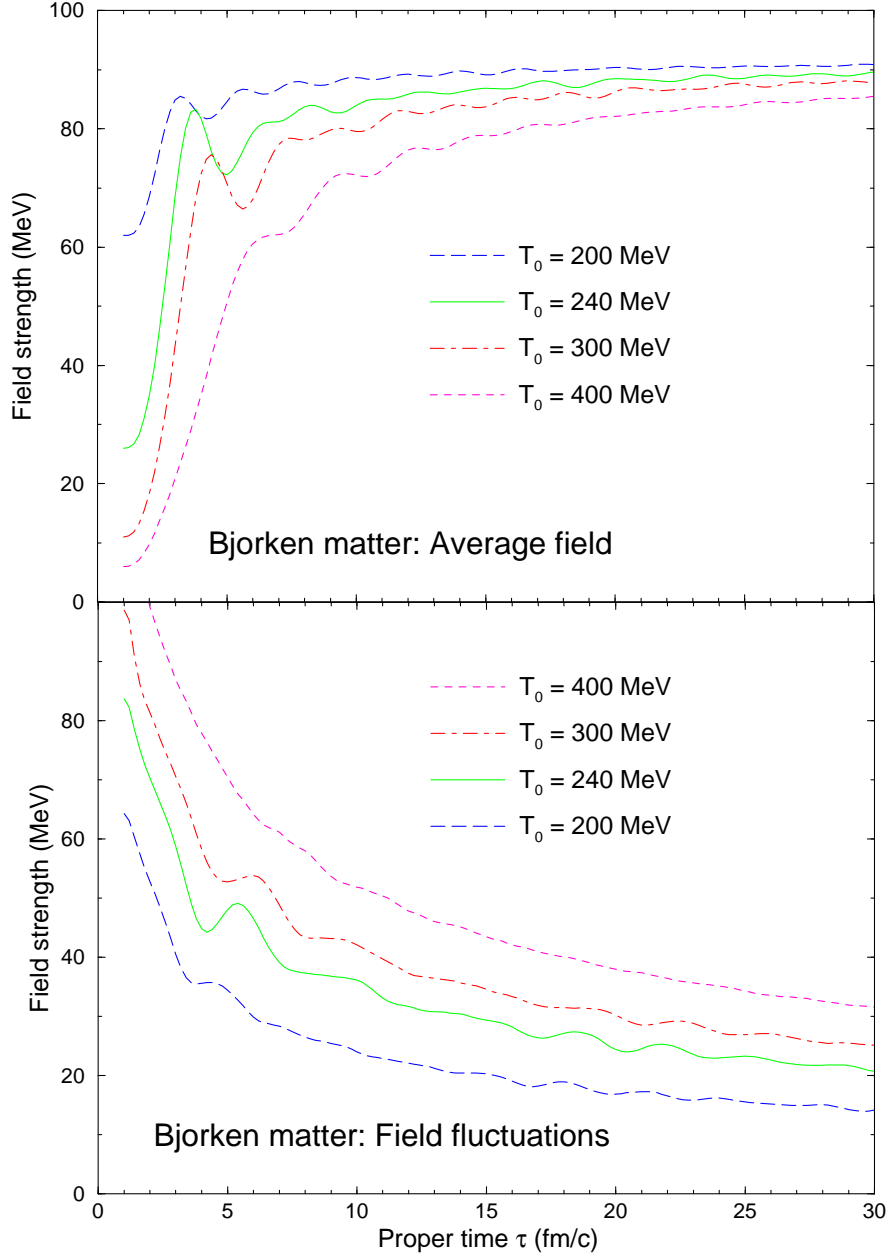 100
80
60
40
20
0
Field strength (MeV)
T₀ = 200 MeV
T₀ = 240 MeV
T₀ = 300 MeV
T₀ = 400 MeV
Bjorken matter: Average field
80
60
40
20
0
Field strength (MeV)
T₀ = 400 MeV
T₀ = 300 MeV
T₀ = 240 MeV
T₀ = 200 MeV
Bjorken matter: Field fluctuations
0 5 10 15 20 25 30
Proper time τ (fm/c)